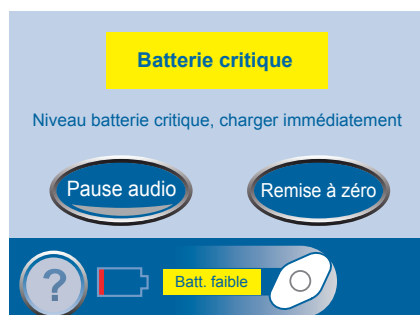 Batterie critique
Niveau batterie critique, charger immédiatement
Pause audio
Remise à zéro
?
Batt. faible